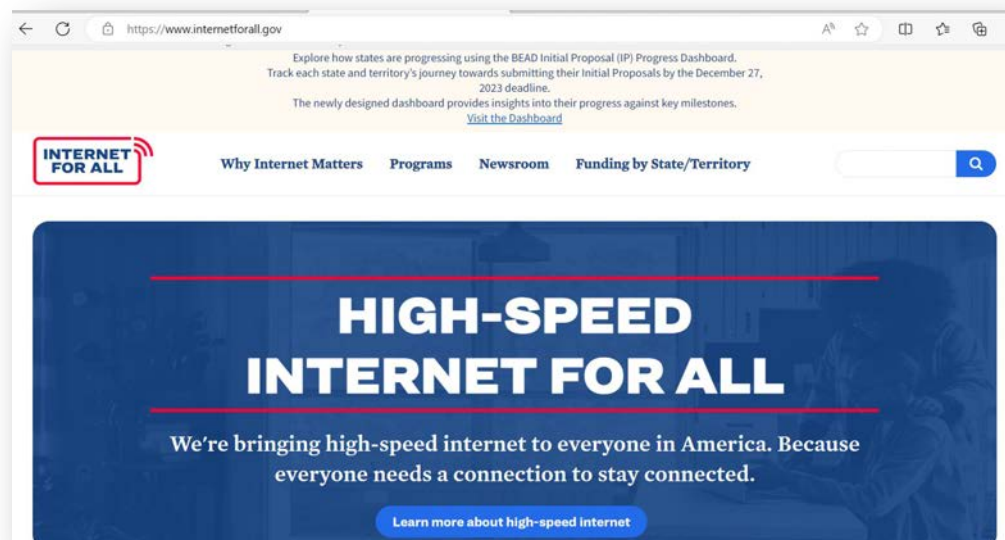 https://www.internetforall.gov
Explore how states are progressing using the BEAD Initial Proposal (IP) Progress Dashboard.
Track each state and territory's journey towards submitting their Initial Proposals by the December 27,
2023 deadline.
The newly designed dashboard provides insights into their progress against key milestones.
Visit the Dashboard
INTERNET
FOR ALL
Why Internet Matters Programs Newsroom Funding by State/Territory
HIGH-SPEED
INTERNET FOR ALL
We're bringing high-speed internet to everyone in America. Because
everyone needs a connection to stay connected.
Learn more about high-speed internet